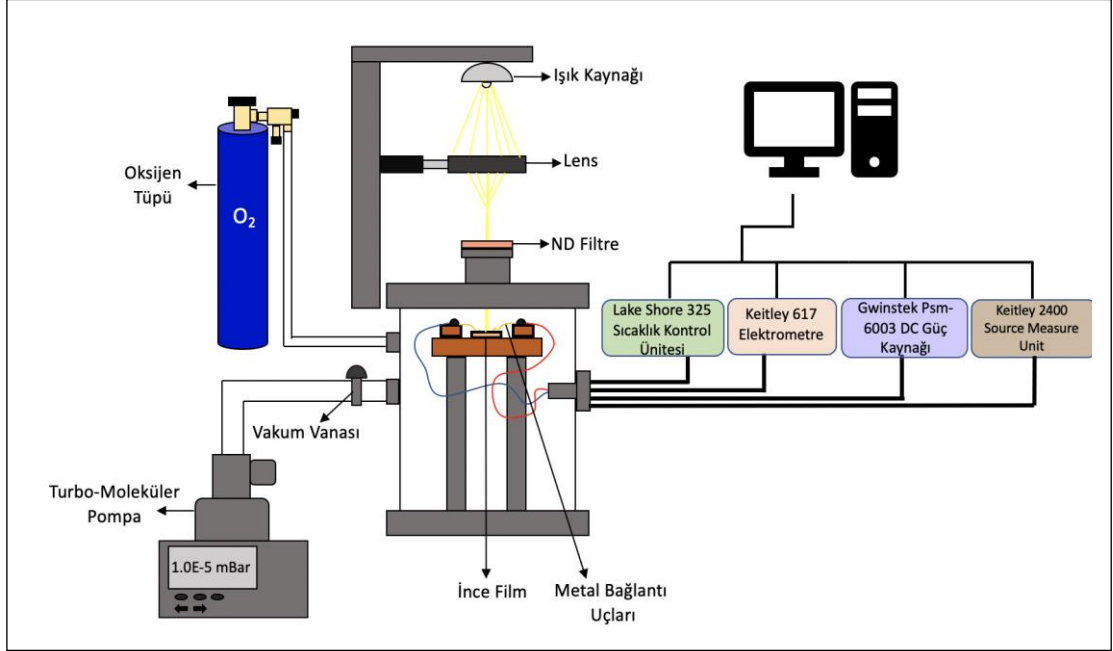 Işık Kaynağı
Lens
ND Filtre
Oksijen
Tüpü
O₂
Lake Shore 325
Sıcaklık Kontrol
Ünitesi
Keitley 617
Elektrometre
Gwinstek Psm-
6003 DC Güç
Kaynağı
Keitley 2400
Source Measure
Unit
Vakum Vanası
Turbo-Moleküler
Pompa
1.0E-5 mBar
İnce Film
Metal Bağlantı
Uçları